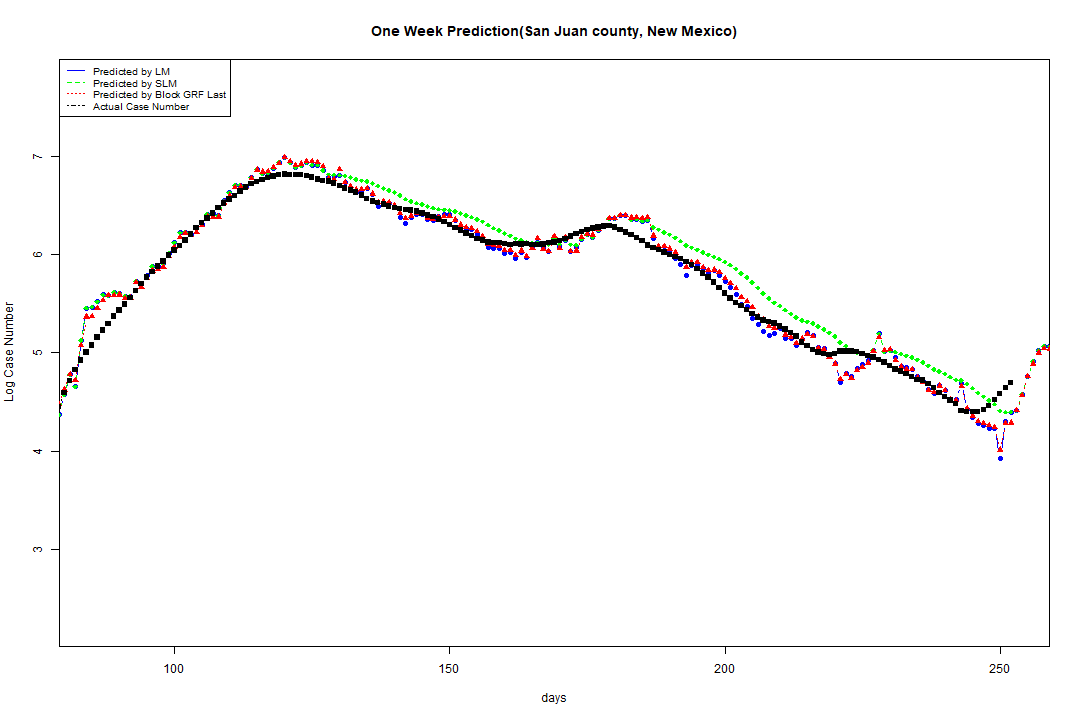 One Week Prediction(San Juan county, New Mexico)
Predicted by LM
Predicted by SLM
Predicted by Block GRF Last
Actual Case Number
7
6
5
4
3
Log Case Number
100 150 200 250
days